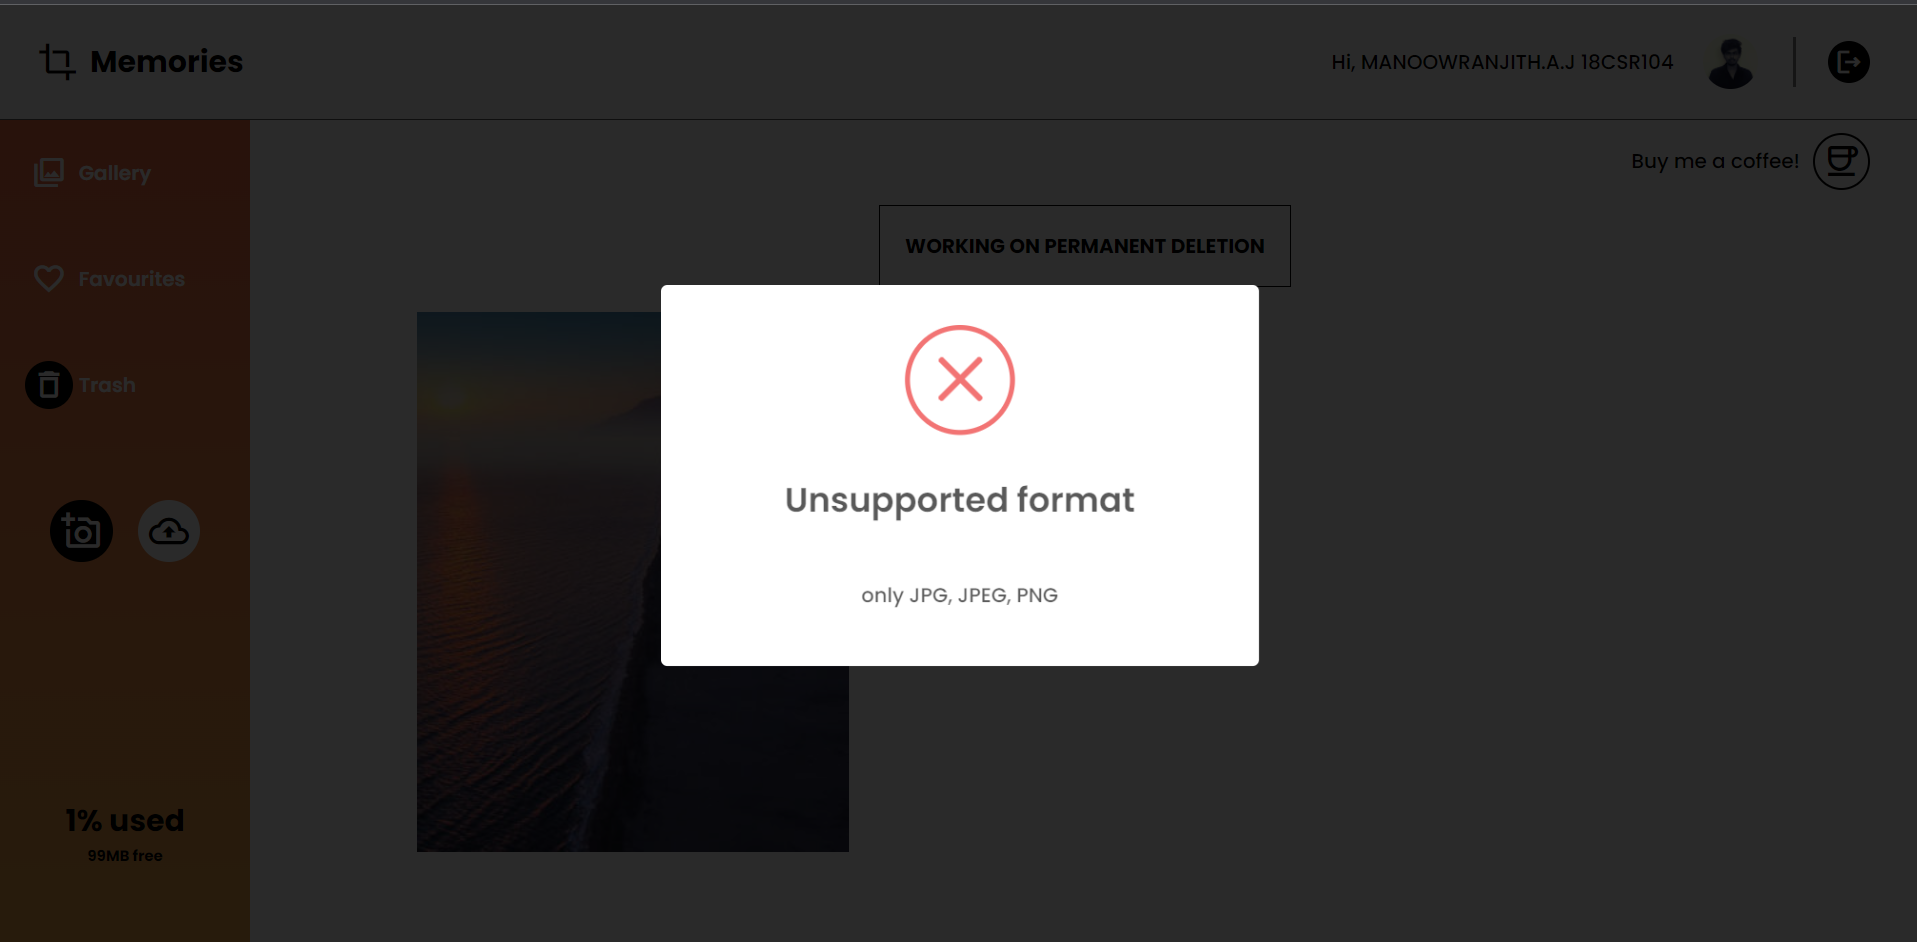 Memories
Hi, MANOOWRANJITH.A.J 18CSR104
Gallery
Favourites
Trash
1% used
99MB free
Buy me a coffee!
WORKING ON PERMANENT DELETION
Unsupported format
only JPG, JPEG, PNG